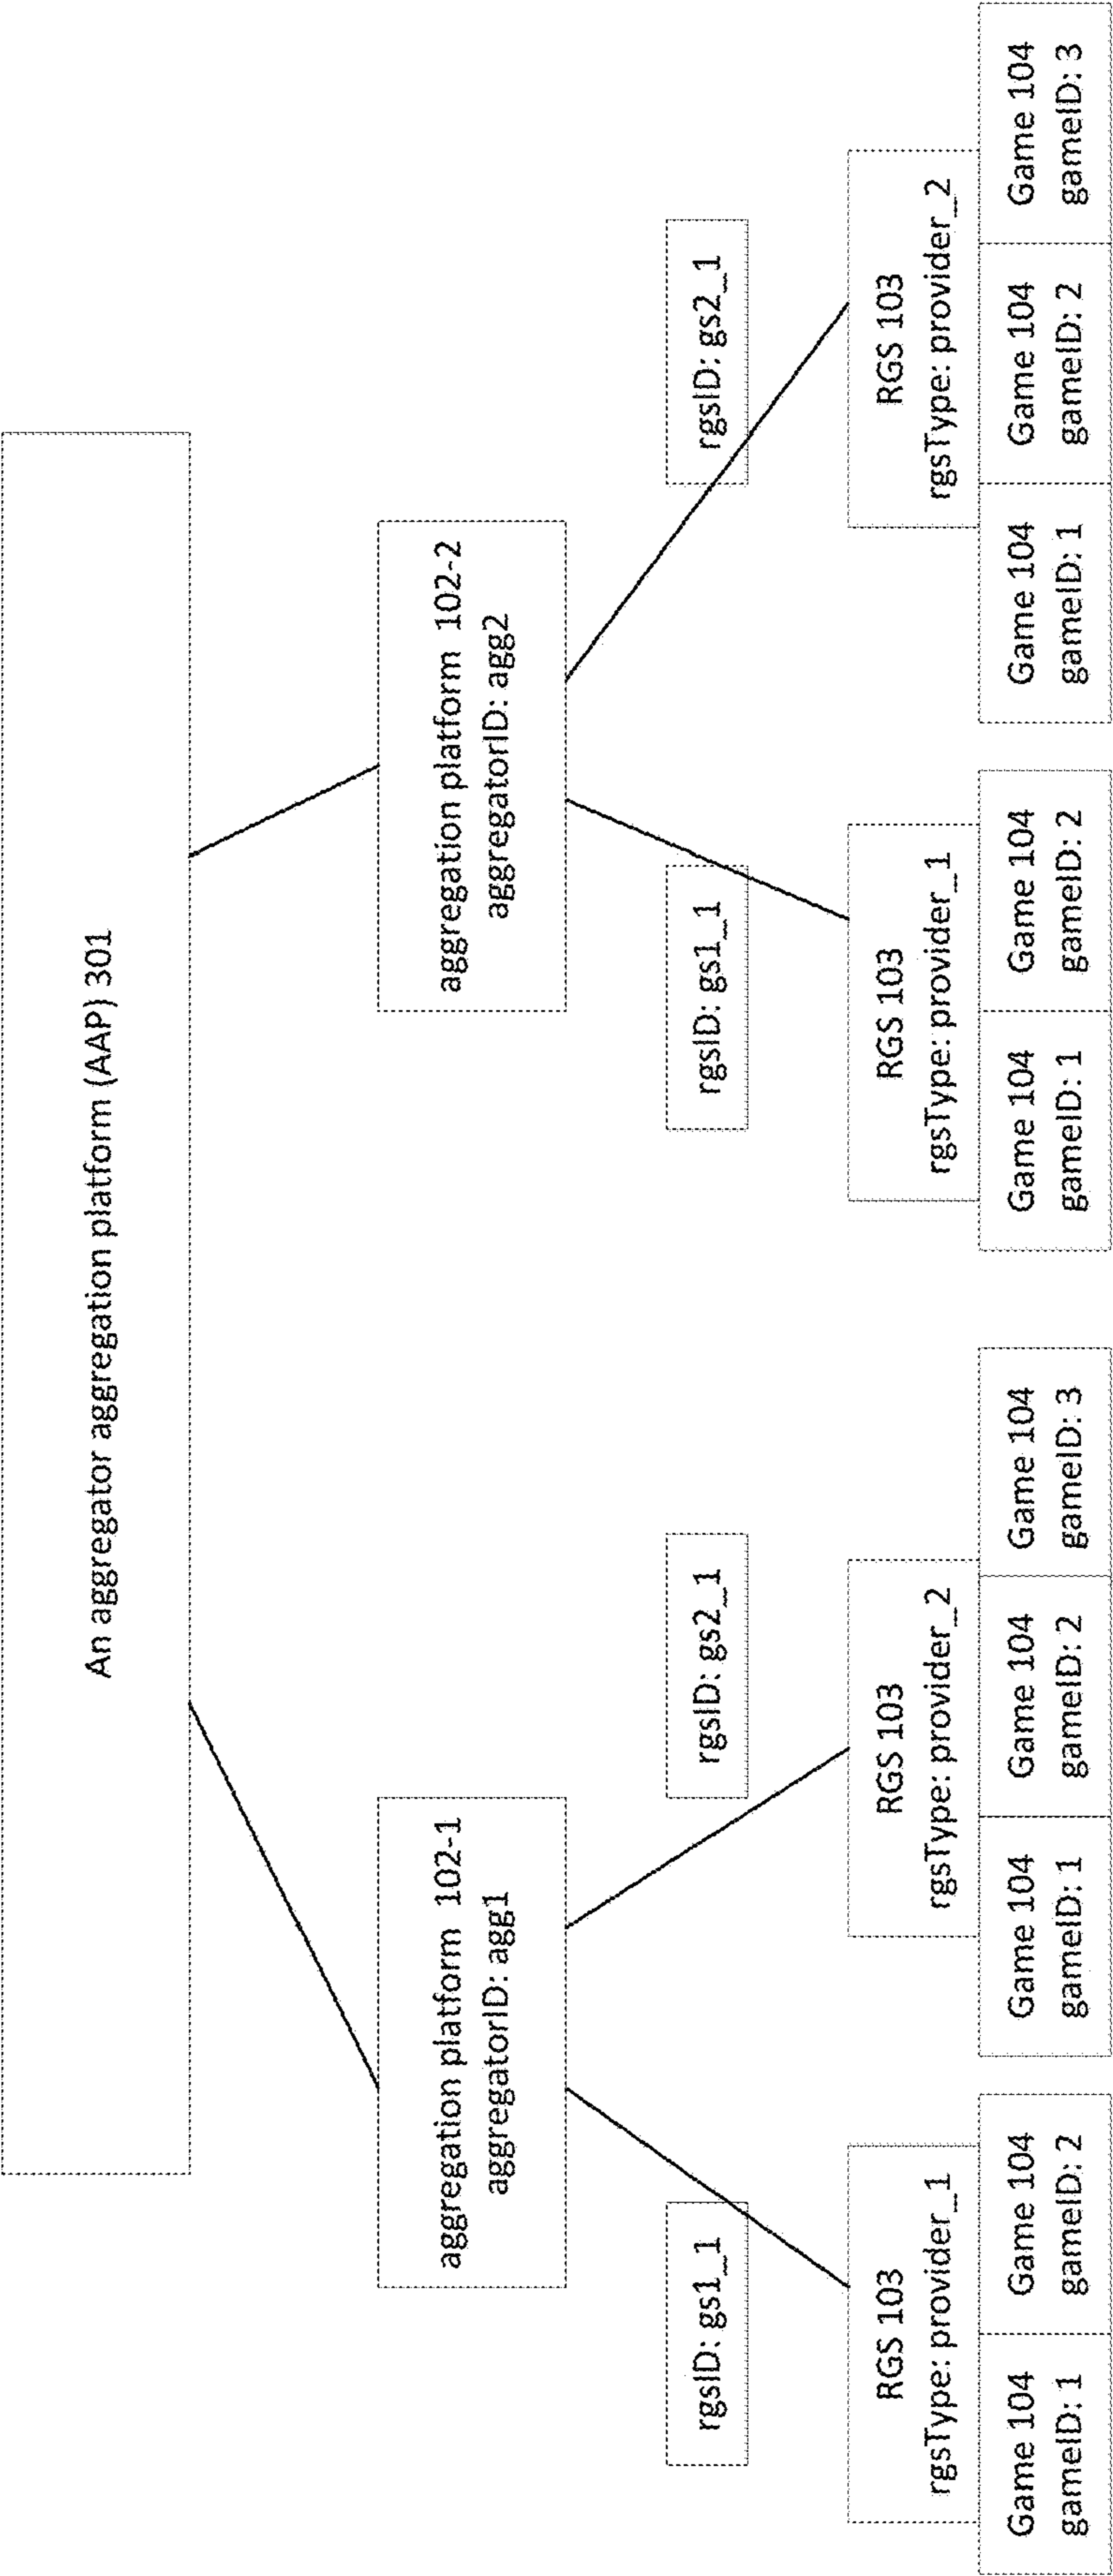 An aggregator aggregation platform (AAP) 301
aggregation platform 102-1
aggregatorID: agg1
aggregation platform 102-2
aggregatorID: agg2
rgsID: gs1_1
rgsID: gs2_1
rgsID: gs1_1
rgsID: gs2_1
RGS 103
rgsType: provider_1
RGS 103
rgsType: provider_2
RGS 103
rgsType: provider_1
RGS 103
rgsType: provider_2
Game 104
gameID: 1
Game 104
gameID: 2
Game 104
gameID: 1
Game 104
gameID: 2
Game 104
gameID: 3
Game 104
gameID: 1
Game 104
gameID: 2
Game 104
gameID: 1
Game 104
gameID: 2
Game 104
gameID: 3